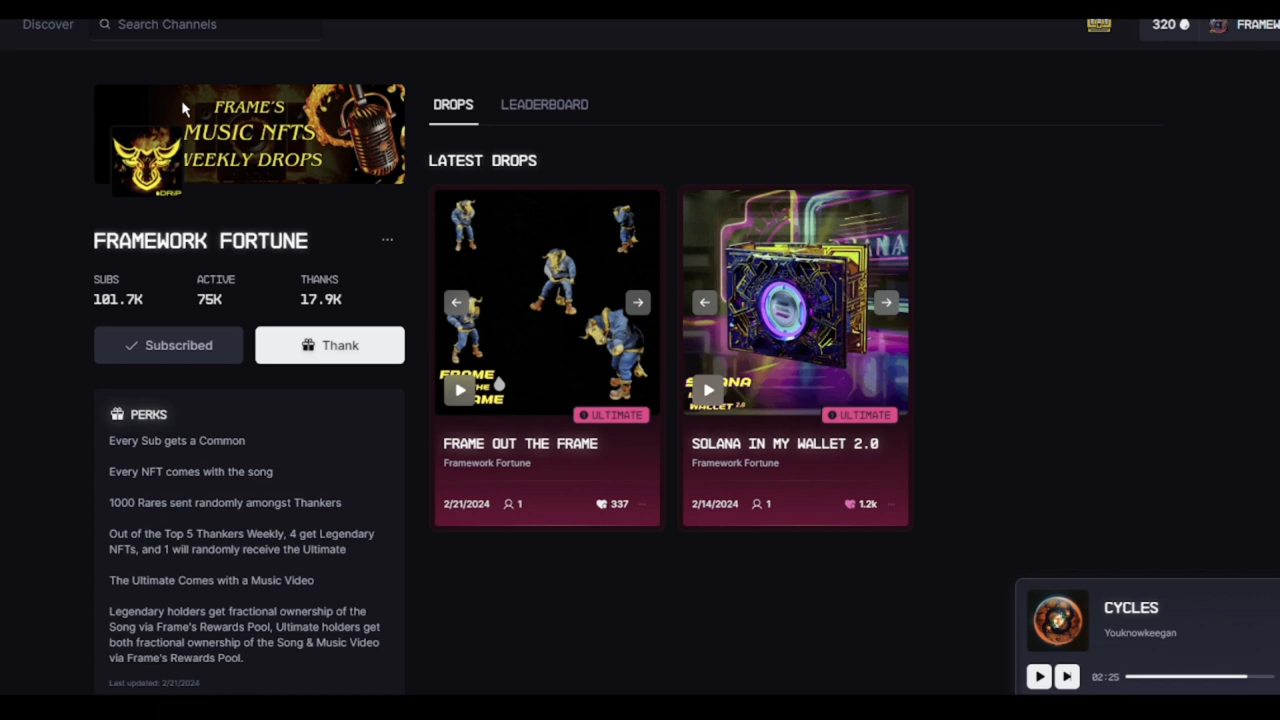 Discover
Search Channels
320
FRAMEW
FRAME'S
MUSIC NFTS
WEEKLY DROPS
DRiP
FRAMEWORK FORTUNE
SUBS ACTIVE THANKS
101.7K 75K 17.9K
Subscribed
Thank
PERKS
Every Sub gets a Common
Every NFT comes with the song
1000 Rares sent randomly amongst Thankers
Out of the Top 5 Thankers Weekly, 4 get Legendary
NFTs, and 1 will randomly receive the Ultimate
The Ultimate Comes with a Music Video
Legendary holders get fractional ownership of the
Song via Frame's Rewards Pool, Ultimate holders get
both fractional ownership of the Song & Music Video
via Frame's Rewards Pool.
Last updated: 2/21/2024
DROPS LEADERBOARD
LATEST DROPS
FRAME
THE
ULTIMATE
FRAME OUT THE FRAME
Framework Fortune
2/21/2024 1 337
WALLET 2.0
ULTIMATE
SOLANA IN MY WALLET 2.0
Framework Fortune
2/14/2024 1 1.2k
CYCLES
Youknowkeegan
02:25